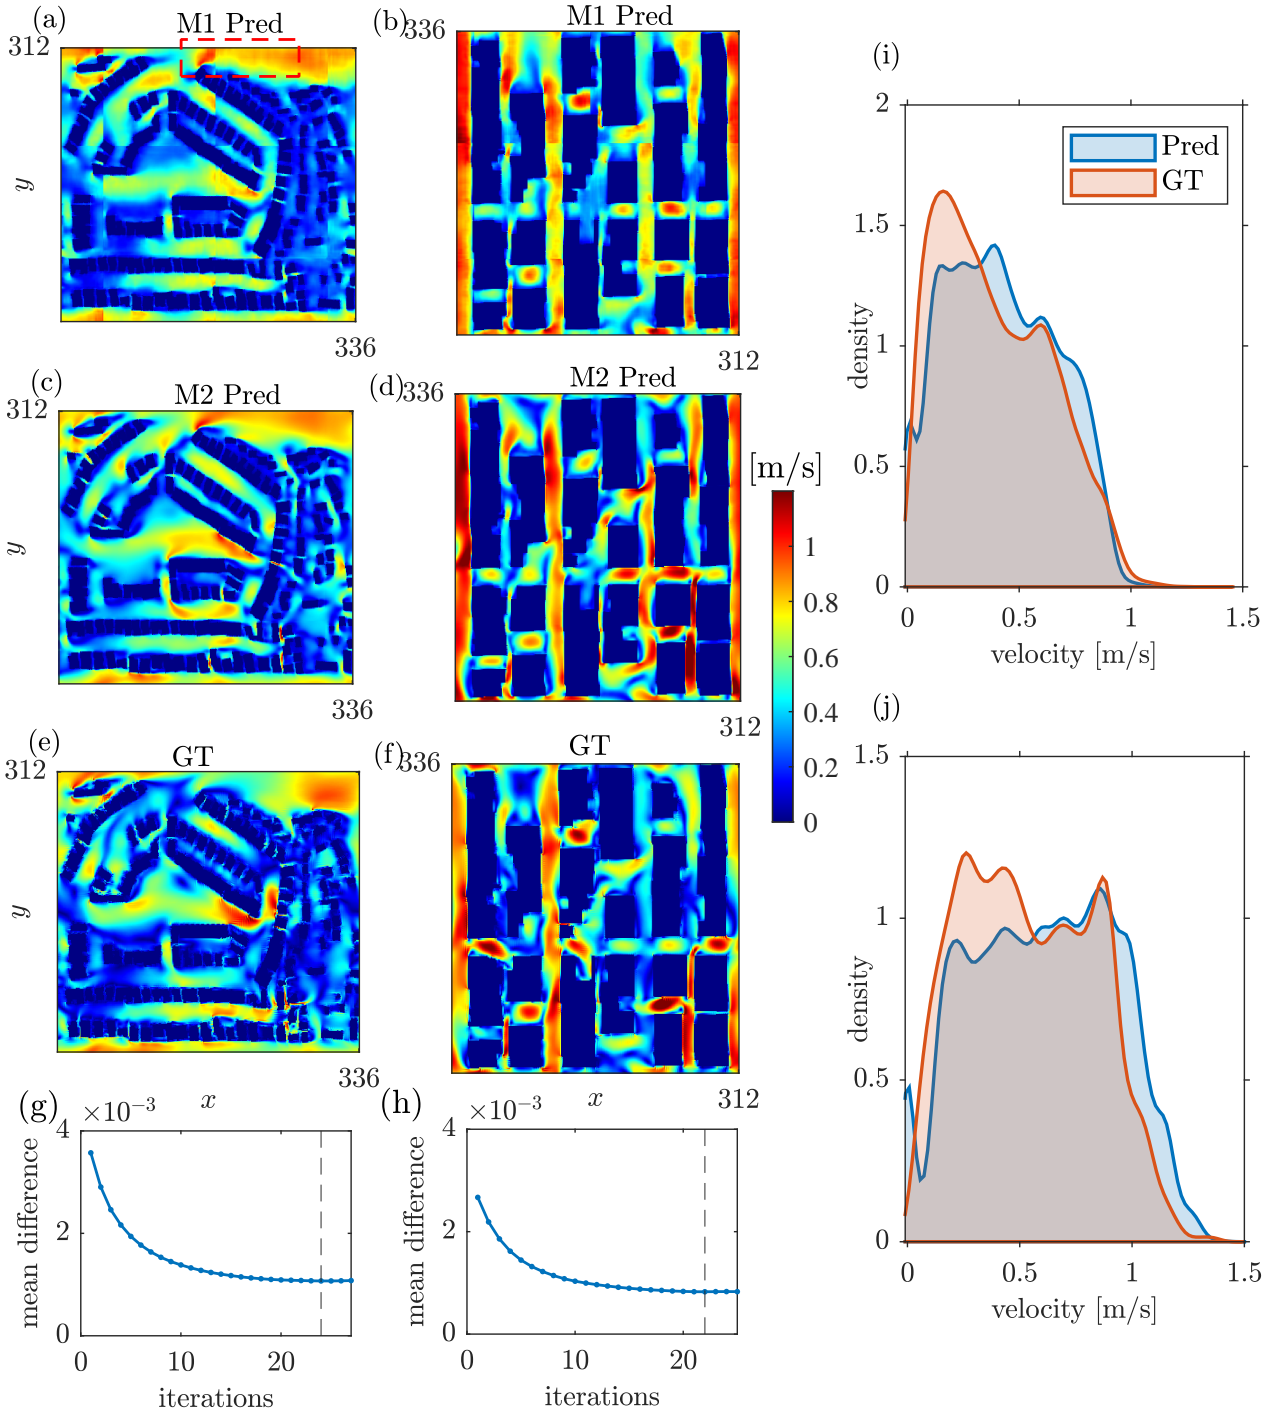 (a)
M1 Pred
312
y
336
(b)
M1 Pred
336
312
(c)
M2 Pred
312
y
336
(d)
M2 Pred
336
312
[m/s]
1
0.8
0.6
0.4
0.2
0
(e)
GT
312
y
336
x
(f)
GT
336
312
x
(g)
×10⁻³
4
2
0
mean difference
0 10 20
iterations
(h)
×10⁻³
4
2
0
mean difference
0 10 20
iterations
(i)
2
1.5
1
0.5
0
density
Pred
GT
0 0.5 1 1.5
velocity [m/s]
(j)
1.5
1
0.5
0
density
0 0.5 1 1.5
velocity [m/s]